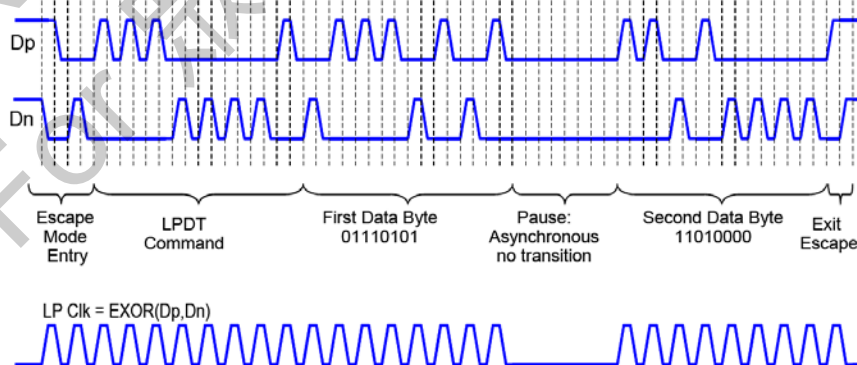 Dp
Dn
Escape
Mode
Entry
LPDT
Command
First Data Byte
01110101
Pause:
Asynchronous
no transition
Second Data Byte
11010000
Exit
Escape
LP Clk = EXOR(Dp,Dn)
For